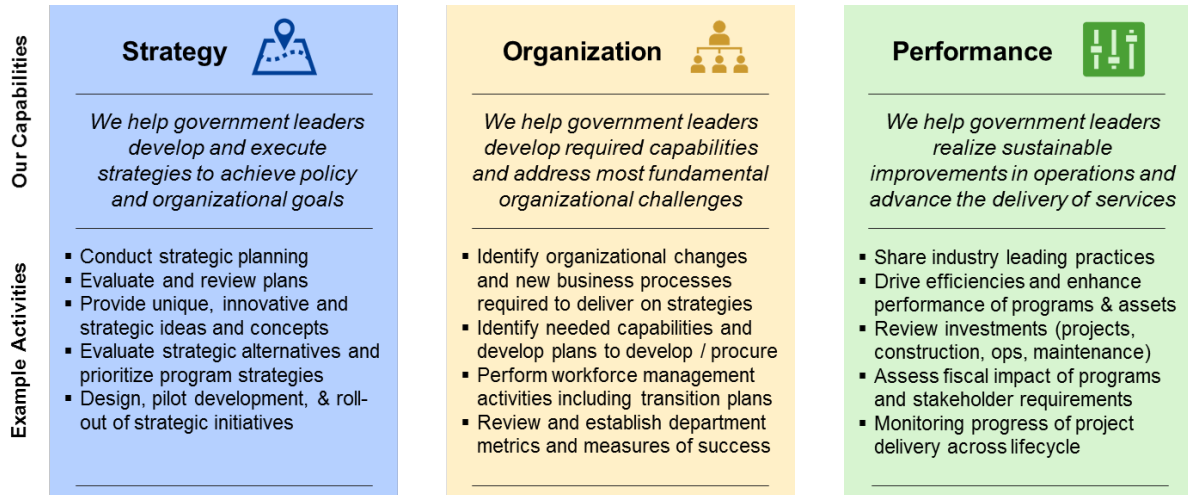 Our Capabilities
Strategy
We help government leaders
develop and execute
strategies to achieve policy
and organizational goals
Organization
We help government leaders
develop required capabilities
and address most fundamental
organizational challenges
Performance
We help government leaders
realize sustainable
improvements in operations and
advance the delivery of services
Example Activities
▪ Conduct strategic planning
▪ Evaluate and review plans
▪ Provide unique, innovative and
strategic ideas and concepts
▪ Evaluate strategic alternatives and
prioritize program strategies
▪ Design, pilot development, & roll-
out of strategic initiatives
▪ Identify organizational changes
and new business processes
required to deliver on strategies
▪ Identify needed capabilities and
develop plans to develop / procure
▪ Perform workforce management
activities including transition plans
▪ Review and establish department
metrics and measures of success
▪ Share industry leading practices
▪ Drive efficiencies and enhance
performance of programs & assets
▪ Review investments (projects,
construction, ops, maintenance)
▪ Assess fiscal impact of programs
and stakeholder requirements
▪ Monitoring progress of project
delivery across lifecycle